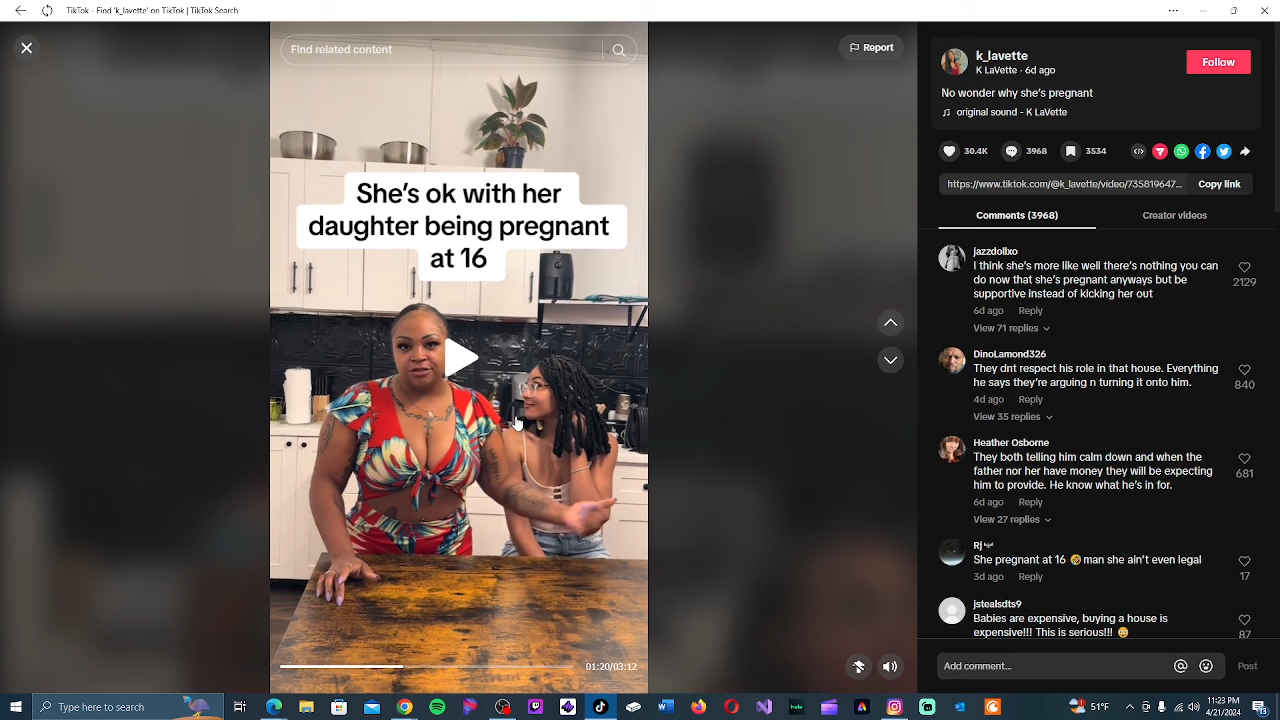 TikTok - Find 'k_lavette' on TikTok | TikTok Search
Find related content
Report
She's ok with her
daughter being pregnant
at 16
01:20/03:12
k_lavette
K LaVette · 6d ago
Follow
No wonder why she's pregnant
♫ original sound - K LaVette
30.4K
3968
3534
https://www.tiktok.com/@k_lavette/video/735819647...
Copy link
Comments (3968)
Creator videos
jazzdollxo
I think she's more like well there's nothing you can
do now that she's pregnant anyways but be
supportive instead of kicking her out
2129
6d ago Reply
View 71 replies
DinoLamond326
They dnt respect his role in that house. Everything
he says they're arguing n turning it onto him.
840
4d ago Reply
View 35 replies
Heather Osborne
They both telling him calm down and when the
father nor her have money they will be expecting
him to provide. He know what he's in for.
681
6d ago Reply
View 27 replies
Rj
She pregnant at 16 🧐 man she ain't even legal
17
3d ago Reply
jstealsdts9
Babies are expensive, buying a house is
expensive!!! This is serious!!! 🙁
87
Add comment...
Post
Type here to search
hulu
11:23 PM
4/21/2024